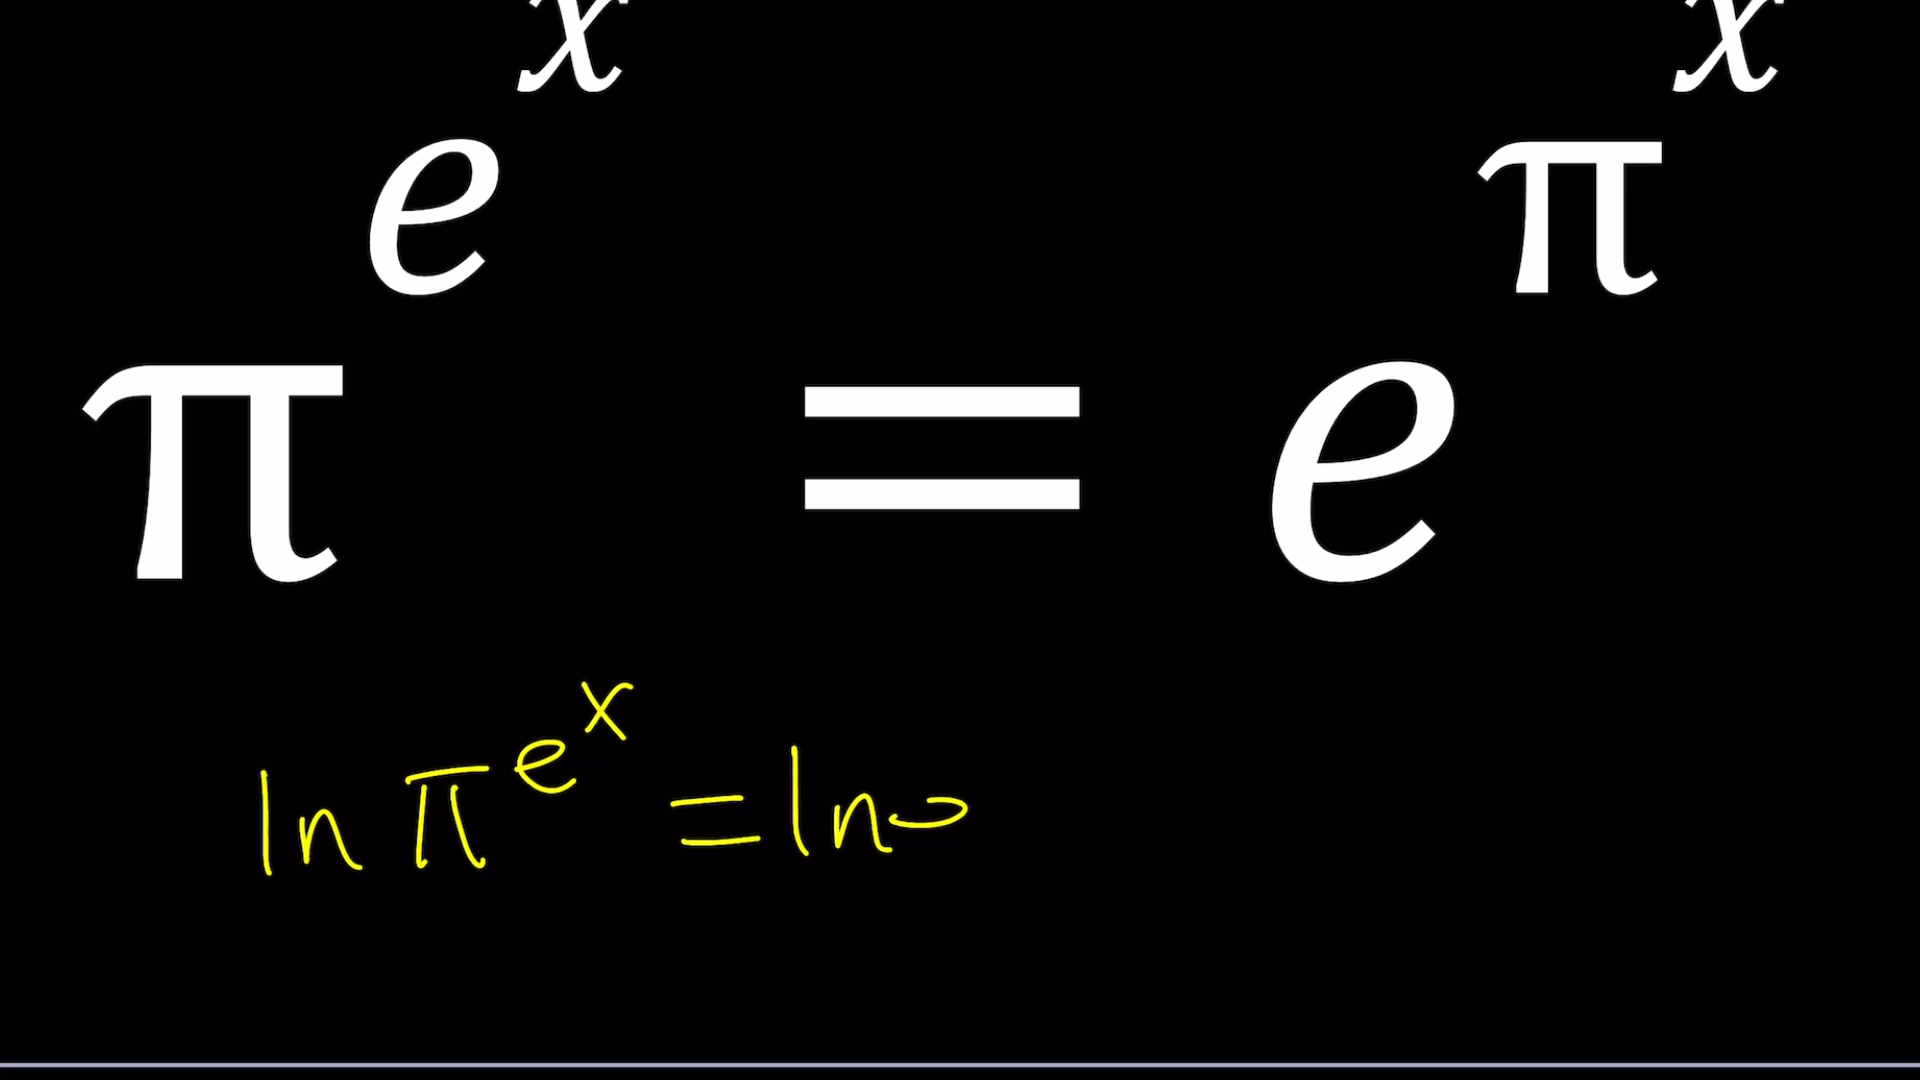 π^e^x = e^π^x
ln π^e^x = ln